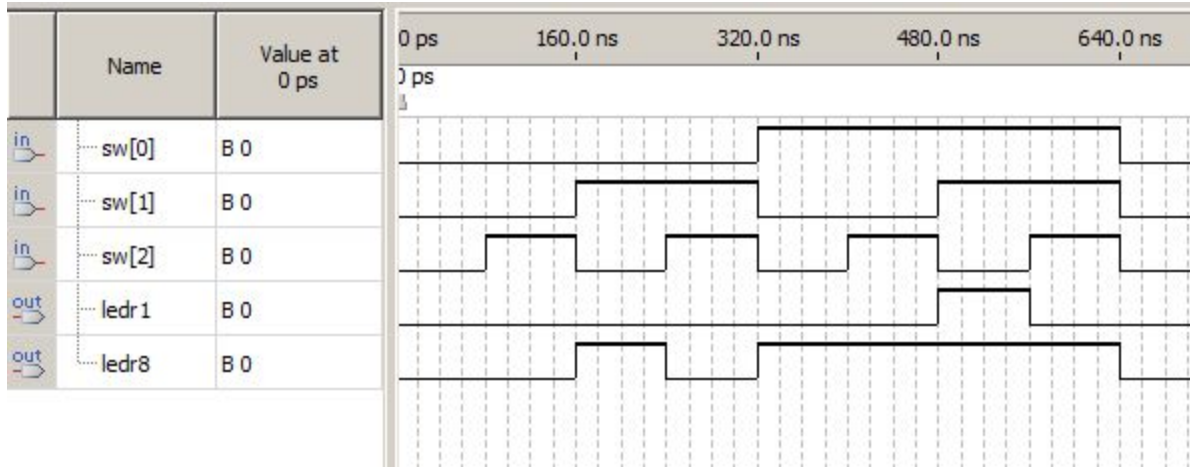 Name
Value at
0 ps
0 ps 160.0 ns 320.0 ns 480.0 ns 640.0 ns
0 ps
in sw[0] B 0
in sw[1] B 0
in sw[2] B 0
out ledr1 B 0
out ledr8 B 0